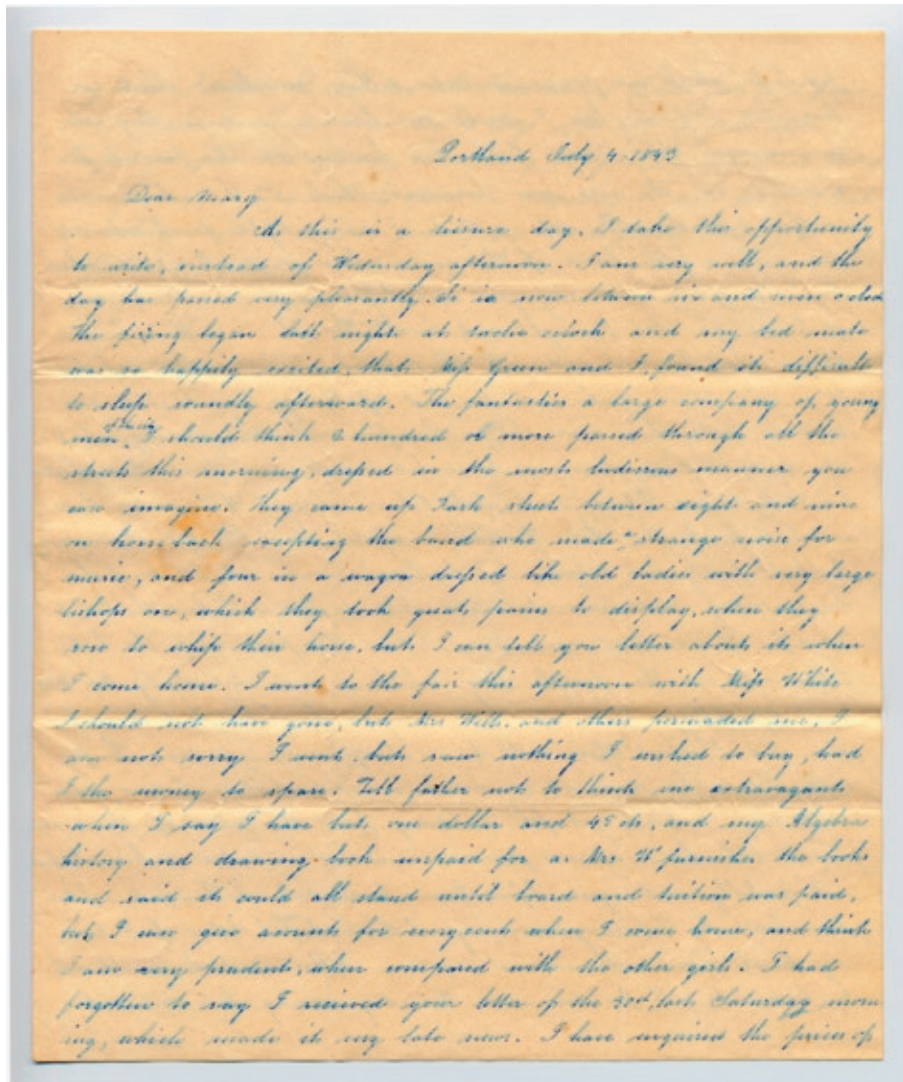 Portland July 4. 1843
Dear Mary
As this is a leisure day, I take this opportunity
to write, instead of Wednesday afternoon. I am very well, and the
day has passed very pleasantly. It is now between six and seven o clock
the firing began last night at twelve oclock and my bed mate
was so happily excited, that Miss Green and I found it difficult
to sleep soundly afterward. The fantastics a large company of young
men, I should think a hundred or more passed through all the
streets this morning, dressed in the most ludicrous manner you
can imagine. They came up Park street between eight and nine
on horseback excepting the band who made a strange noise for
music, and four in a wagon dressed like old ladies with very large
bishops on, which they took great pains to display, when they
rose to whip their horse, but I can tell you better about it when
I come home. I went to the fair this afternoon with Miss White
I should not have gone, but Mrs Wills. and others persuaded me, I
am not sorry I went but saw nothing I wished to buy, had
I the money to spare. Tell father not to think me extravagant
when I say I have but one dollar and cts, and my Algebra
history and drawing book unpaid for as Mrs W furnishes the books
and said it could all stand until board and tuition was paid,
but I can give accounts for every cent when I come home, and think
I am very prudent, when compared with the other girls. I had
forgotten to say I recieved your letter of the last Saturday morn
ing, which made it very late news. I have enquired the prices of